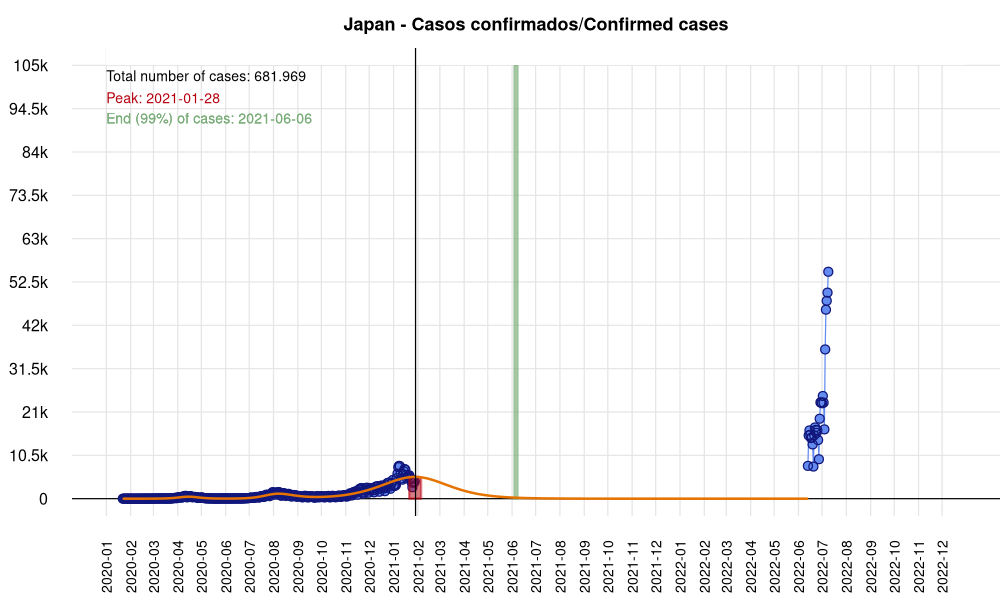 Japan - Casos confirmados/Confirmed cases
Total number of cases: 681.969
Peak: 2021-01-28
End (99%) of cases: 2021-06-06
105k
94.5k
84k
73.5k
63k
52.5k
42k
31.5k
21k
10.5k
0
2020-01
2020-02
2020-03
2020-04
2020-05
2020-06
2020-07
2020-08
2020-09
2020-10
2020-11
2020-12
2021-01
2021-02
2021-03
2021-04
2021-05
2021-06
2021-07
2021-08
2021-09
2021-10
2021-11
2021-12
2022-01
2022-02
2022-03
2022-04
2022-05
2022-06
2022-07
2022-08
2022-09
2022-10
2022-11
2022-12